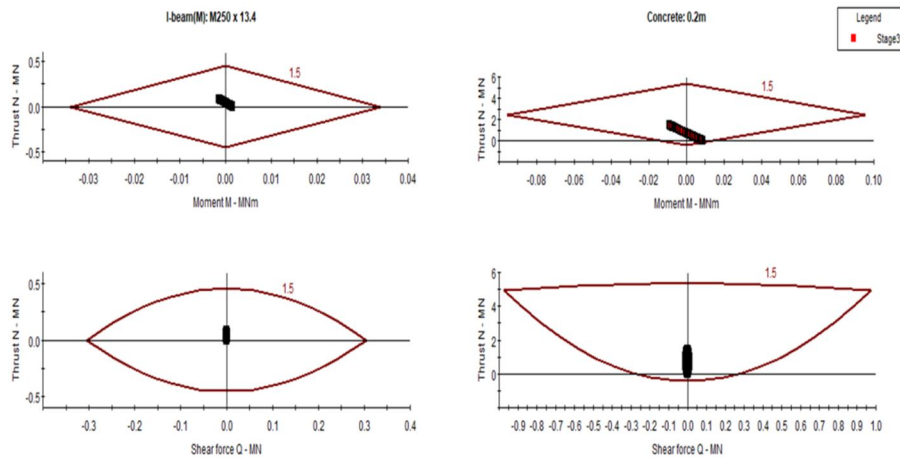 I-beam(M): M250 x 13.4
Concrete: 0.2m
Legend
Stage3
Thrust N - MN
0.5
0.0
-0.5
1.5
-0.03 -0.02 -0.01 0.00 0.01 0.02 0.03 0.04
Moment M - MNm
Thrust N - MN
6
4
2
0
1.5
-0.08 -0.06 -0.04 -0.02 0.00 0.02 0.04 0.06 0.08 0.10
Moment M - MNm
Thrust N - MN
0.5
0.0
-0.5
1.5
-0.3 -0.2 -0.1 0.0 0.1 0.2 0.3 0.4
Shear force Q - MN
Thrust N - MN
6
4
2
0
1.5
-0.9 -0.8 -0.7 -0.6 -0.5 -0.4 -0.3 -0.2 -0.1 0.0 0.1 0.2 0.3 0.4 0.5 0.6 0.7 0.8 0.9 1.0
Shear force Q - MN